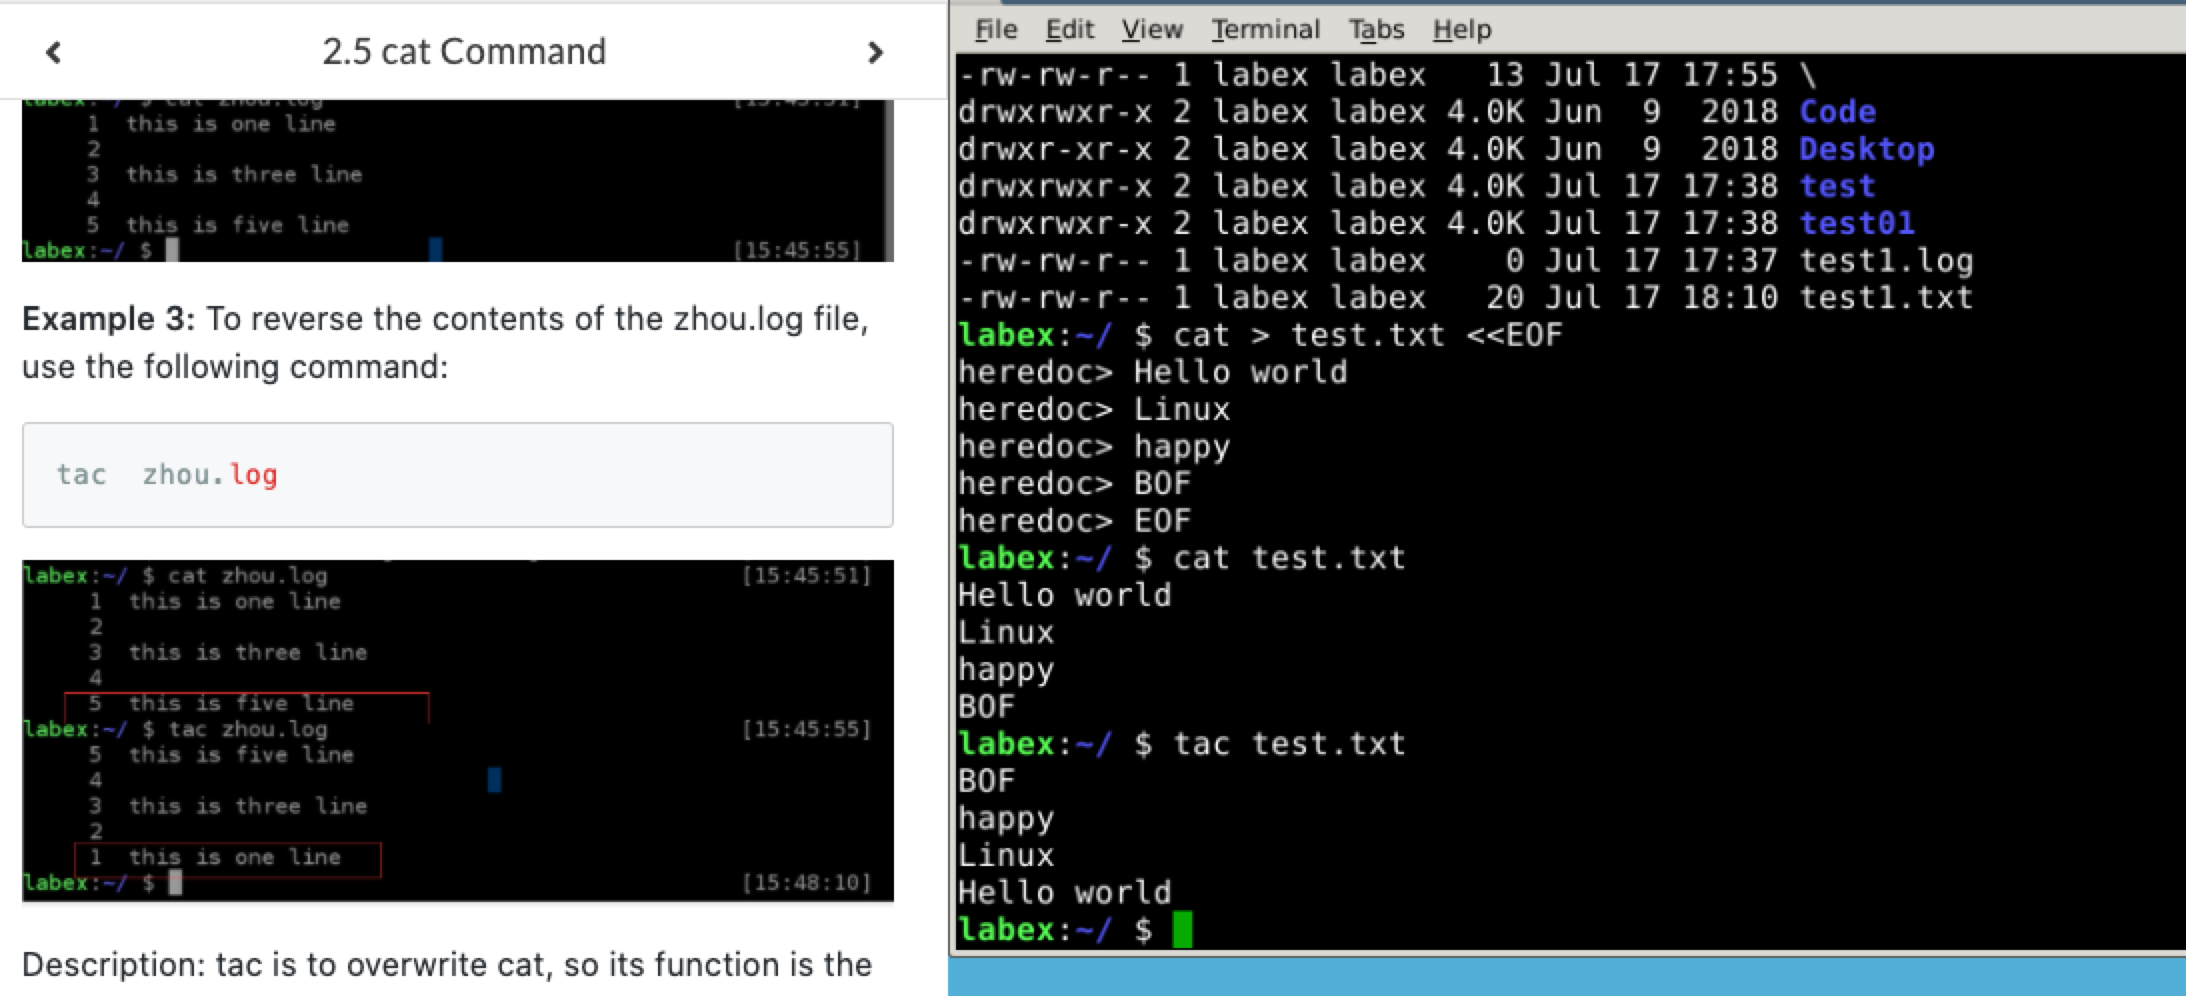 2.5 cat Command
labex:~/ $ cat zhou.log [15:45:51]
1 this is one line
2
3 this is three line
4
5 this is five line
labex:~/ $ [15:45:55]
Example 3: To reverse the contents of the zhou.log file,
use the following command:
tac zhou.log
labex:~/ $ cat zhou.log [15:45:51]
1 this is one line
2
3 this is three line
4
5 this is five line
labex:~/ $ tac zhou.log [15:45:55]
5 this is five line
4
3 this is three line
2
1 this is one line
labex:~/ $ [15:48:10]
Description: tac is to overwrite cat, so its function is the
File Edit View Terminal Tabs Help
-rw-rw-r-- 1 labex labex 13 Jul 17 17:55 \
drwxrwxr-x 2 labex labex 4.0K Jun 9 2018 Code
drwxr-xr-x 2 labex labex 4.0K Jun 9 2018 Desktop
drwxrwxr-x 2 labex labex 4.0K Jul 17 17:38 test
drwxrwxr-x 2 labex labex 4.0K Jul 17 17:38 test01
-rw-rw-r-- 1 labex labex 0 Jul 17 17:37 test1.log
-rw-rw-r-- 1 labex labex 20 Jul 17 18:10 test1.txt
labex:~/ $ cat > test.txt <<EOF
heredoc> Hello world
heredoc> Linux
heredoc> happy
heredoc> BOF
heredoc> EOF
labex:~/ $ cat test.txt
Hello world
Linux
happy
BOF
labex:~/ $ tac test.txt
BOF
happy
Linux
Hello world
labex:~/ $